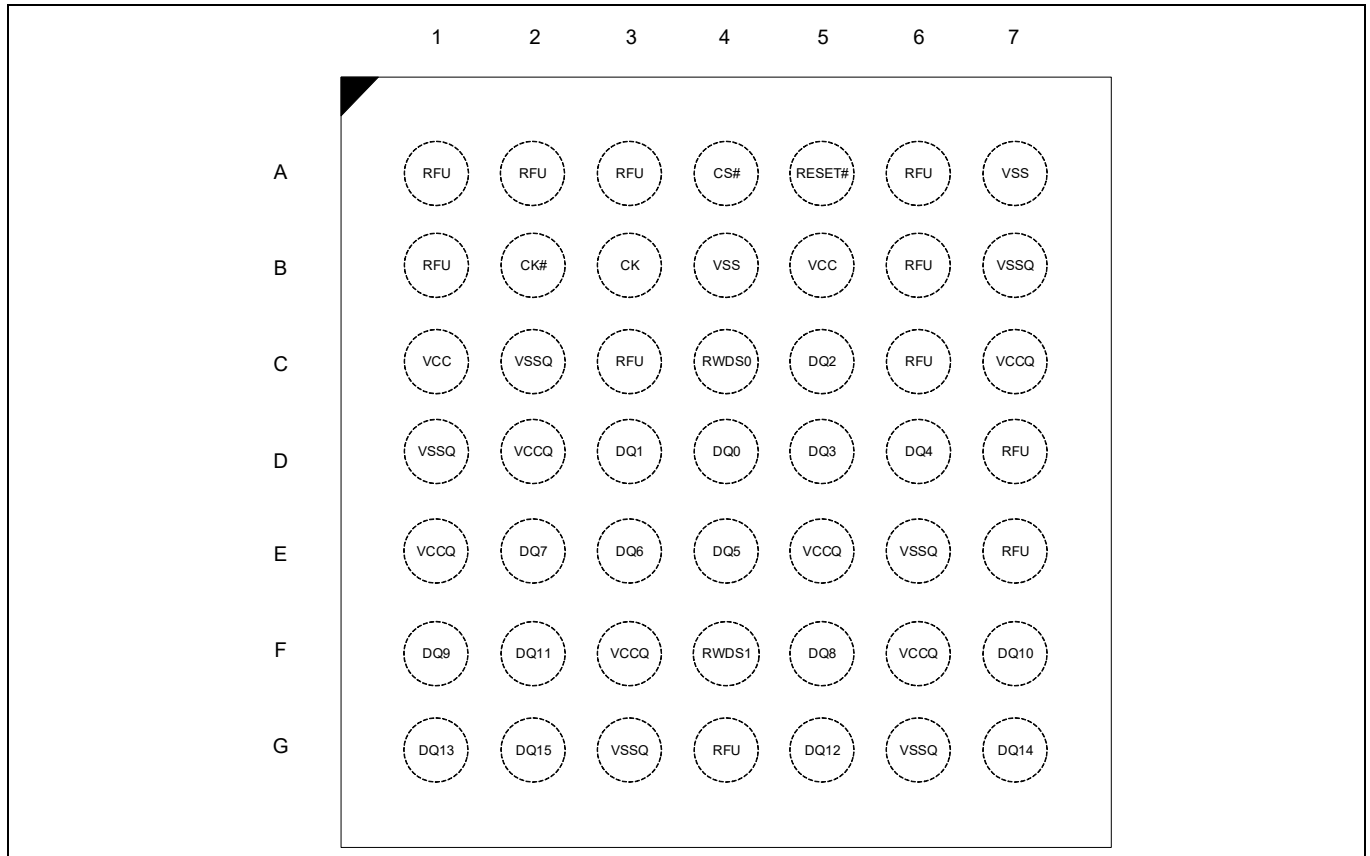 1 2 3 4 5 6 7
A RFU RFU RFU CS# RESET# RFU VSS
B RFU CK# CK VSS VCC RFU VSSQ
C VCC VSSQ RFU RWDS0 DQ2 RFU VCCQ
D VSSQ VCCQ DQ1 DQ0 DQ3 DQ4 RFU
E VCCQ DQ7 DQ6 DQ5 VCCQ VSSQ RFU
F DQ9 DQ11 VCCQ RWDS1 DQ8 VCCQ DQ10
G DQ13 DQ15 VSSQ RFU DQ12 VSSQ DQ14